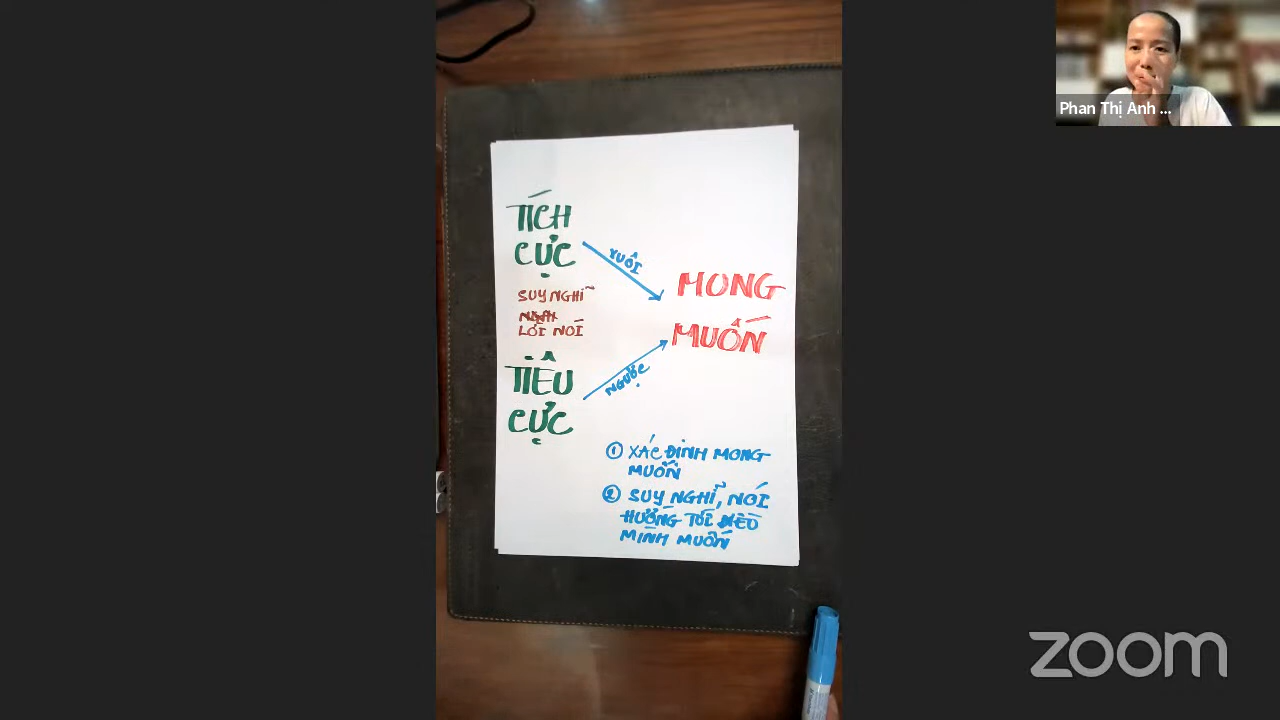 Phan Thị Anh ...
TÍCH
CỰC
XUÔI
SUY NGHĨ
LỜI NÓI
MONG
MUỐN
TIÊU
CỰC
NGƯỢC
① XÁC ĐỊNH MONG
MUỐN
② SUY NGHĨ, NÓI
HƯỚNG TỚI
MÌNH MUỐN
zoom